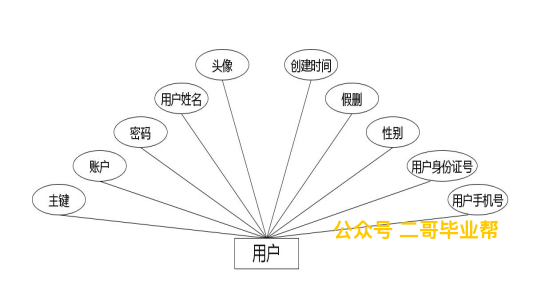 头像
创建时间
用户姓名
假删
密码
性别
账户
用户身份证号
主键
用户手机号
公众号 二哥毕业帮
用户